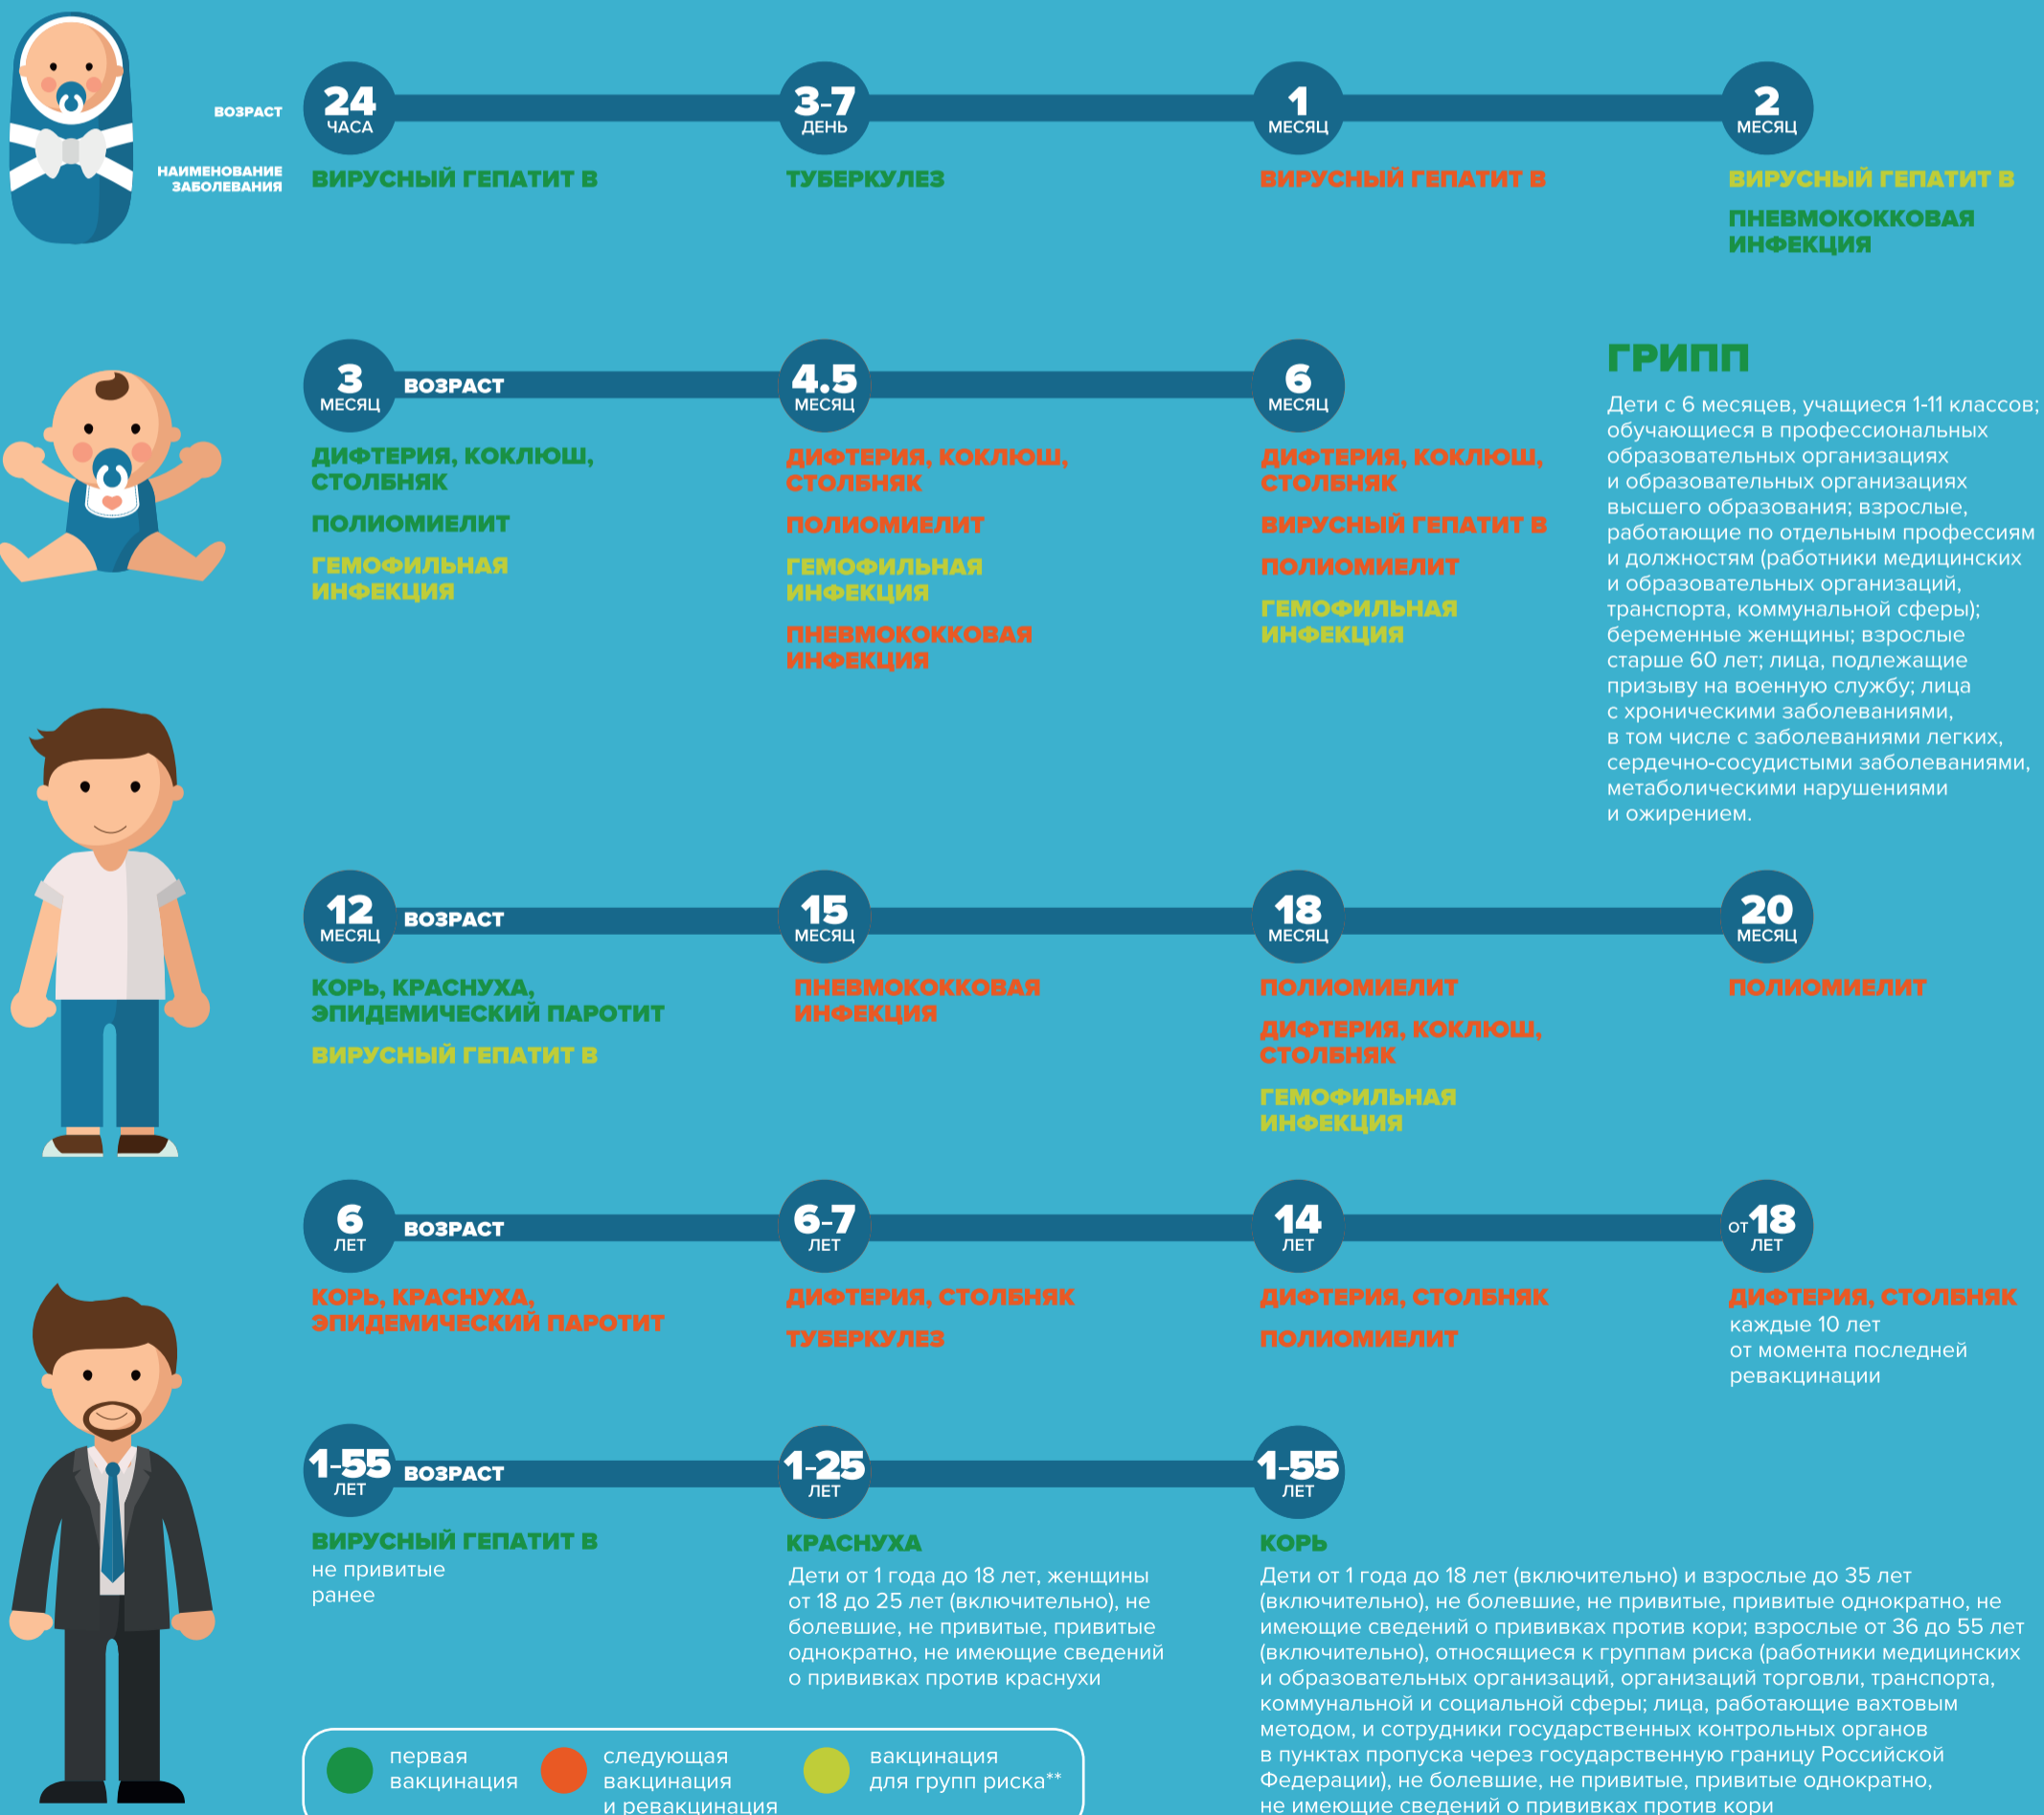 ВОЗРАСТ
НАИМЕНОВАНИЕ
ЗАБОЛЕВАНИЯ
24
ЧАСА
ВИРУСНЫЙ ГЕПАТИТ В
3-7
ДЕНЬ
ТУБЕРКУЛЕЗ
1
МЕСЯЦ
ВИРУСНЫЙ ГЕПАТИТ В
2
МЕСЯЦ
ВИРУСНЫЙ ГЕПАТИТ В
ПНЕВМОКОККОВАЯ
ИНФЕКЦИЯ
3
МЕСЯЦ
ВОЗРАСТ
ДИФТЕРИЯ, КОКЛЮШ,
СТОЛБНЯК
ПОЛИОМИЕЛИТ
ГЕМОФИЛЬНАЯ
ИНФЕКЦИЯ
4.5
МЕСЯЦ
ДИФТЕРИЯ, КОКЛЮШ,
СТОЛБНЯК
ПОЛИОМИЕЛИТ
ГЕМОФИЛЬНАЯ
ИНФЕКЦИЯ
ПНЕВМОКОККОВАЯ
ИНФЕКЦИЯ
6
МЕСЯЦ
ДИФТЕРИЯ, КОКЛЮШ,
СТОЛБНЯК
ВИРУСНЫЙ ГЕПАТИТ В
ПОЛИОМИЕЛИТ
ГЕМОФИЛЬНАЯ
ИНФЕКЦИЯ
ГРИПП
Дети с 6 месяцев, учащиеся 1-11 классов;
обучающиеся в профессиональных
образовательных организациях
и образовательных организациях
высшего образования; взрослые,
работающие по отдельным профессиям
и должностям (работники медицинских
и образовательных организаций,
транспорта, коммунальной сферы);
беременные женщины; взрослые
старше 60 лет; лица, подлежащие
призыву на военную службу; лица
с хроническими заболеваниями,
в том числе с заболеваниями легких,
сердечно-сосудистыми заболеваниями,
метаболическими нарушениями
и ожирением.
12
МЕСЯЦ
ВОЗРАСТ
КОРЬ, КРАСНУХА,
ЭПИДЕМИЧЕСКИЙ ПАРОТИТ
ВИРУСНЫЙ ГЕПАТИТ В
15
МЕСЯЦ
ПНЕВМОКОККОВАЯ
ИНФЕКЦИЯ
18
МЕСЯЦ
ПОЛИОМИЕЛИТ
ДИФТЕРИЯ, КОКЛЮШ,
СТОЛБНЯК
ГЕМОФИЛЬНАЯ
ИНФЕКЦИЯ
20
МЕСЯЦ
ПОЛИОМИЕЛИТ
6
ЛЕТ
ВОЗРАСТ
КОРЬ, КРАСНУХА,
ЭПИДЕМИЧЕСКИЙ ПАРОТИТ
6-7
ЛЕТ
ДИФТЕРИЯ, СТОЛБНЯК
ТУБЕРКУЛЕЗ
14
ЛЕТ
ДИФТЕРИЯ, СТОЛБНЯК
ПОЛИОМИЕЛИТ
от 18
ЛЕТ
ДИФТЕРИЯ, СТОЛБНЯК
каждые 10 лет
от момента последней
ревакцинации
1-55
ЛЕТ
ВОЗРАСТ
ВИРУСНЫЙ ГЕПАТИТ В
не привитые
ранее
1-25
ЛЕТ
КРАСНУХА
Дети от 1 года до 18 лет, женщины
от 18 до 25 лет (включительно), не
болевшие, не привитые, привитые
однократно, не имеющие сведений
о прививках против краснухи
1-55
ЛЕТ
КОРЬ
Дети от 1 года до 18 лет (включительно) и взрослые до 35 лет
(включительно), не болевшие, не привитые, привитые однократно, не
имеющие сведений о прививках против кори; взрослые от 36 до 55 лет
(включительно), относящиеся к группам риска (работники медицинских
и образовательных организаций, организаций торговли, транспорта,
коммунальной и социальной сферы; лица, работающие вахтовым
методом, и сотрудники государственных контрольных органов
в пунктах пропуска через государственную границу Российской
Федерации), не болевшие, не привитые, привитые однократно,
не имеющие сведений о прививках против кори
первая
вакцинация
следующая
вакцинация
и ревакцинация
вакцинация
для групп риска**